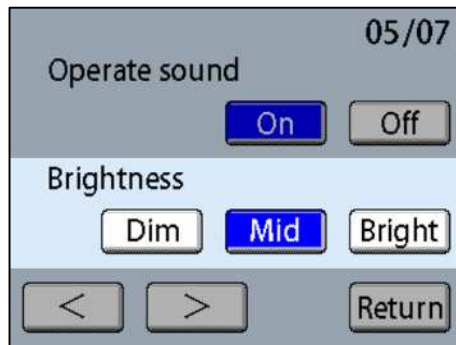 05/07
Operate sound
On Off
Brightness
Dim Mid Bright
< > Return